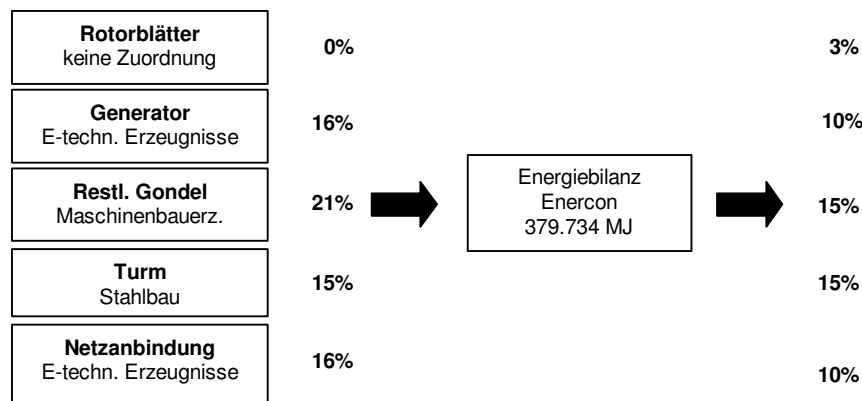 Rotorblätter
keine Zuordnung
0%
3%
Generator
E-techn. Erzeugnisse
16%
10%
Restl. Gondel
Maschinenbauerz.
21%
Energiebilanz
Enercon
379.734 MJ
15%
Turm
Stahlbau
15%
15%
Netzanbindung
E-techn. Erzeugnisse
16%
10%